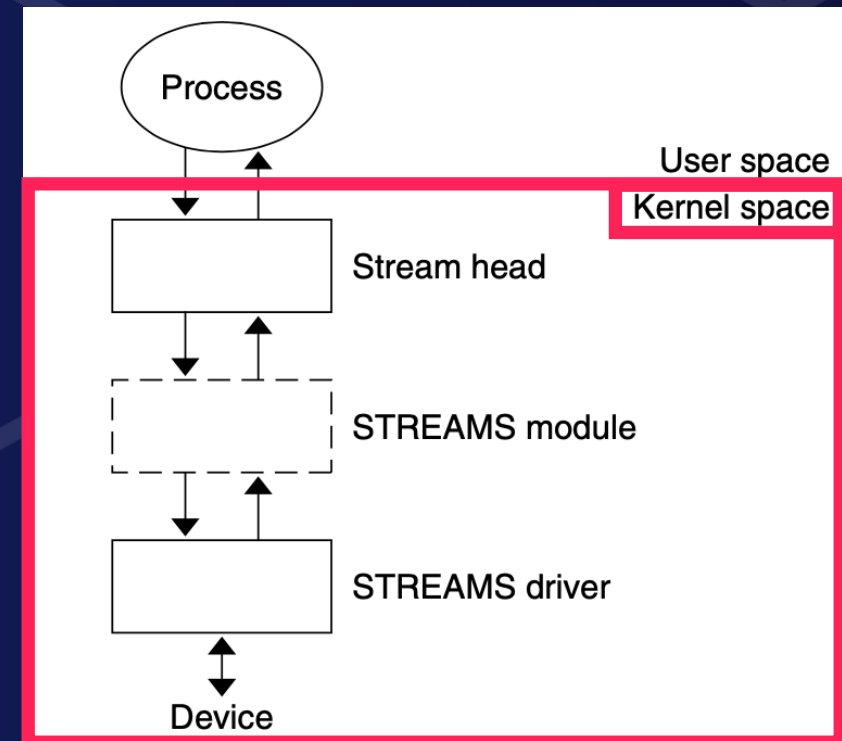 Process
User space
Kernel space
Stream head
STREAMS module
STREAMS driver
Device